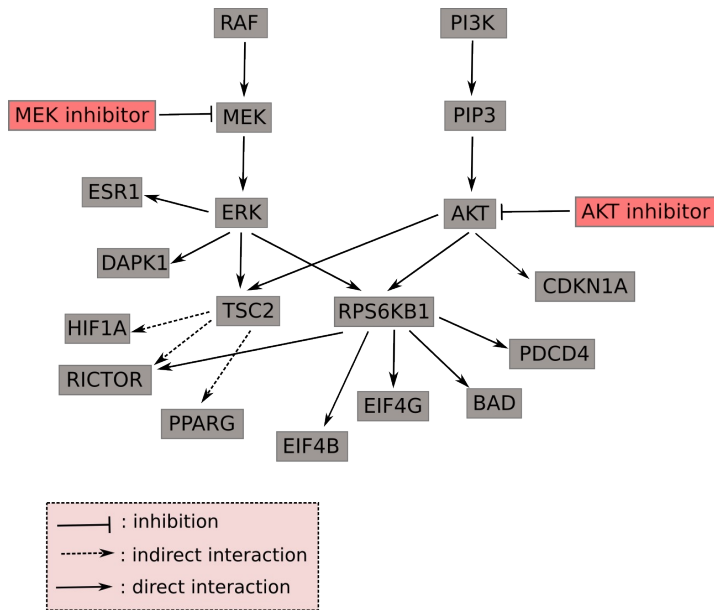 RAF
PI3K
MEK inhibitor
MEK
PIP3
ESR1
ERK
AKT
AKT inhibitor
DAPK1
CDKN1A
TSC2
RPS6KB1
HIF1A
PDCD4
RICTOR
PPARG
EIF4G
BAD
EIF4B
: inhibition
: indirect interaction
: direct interaction